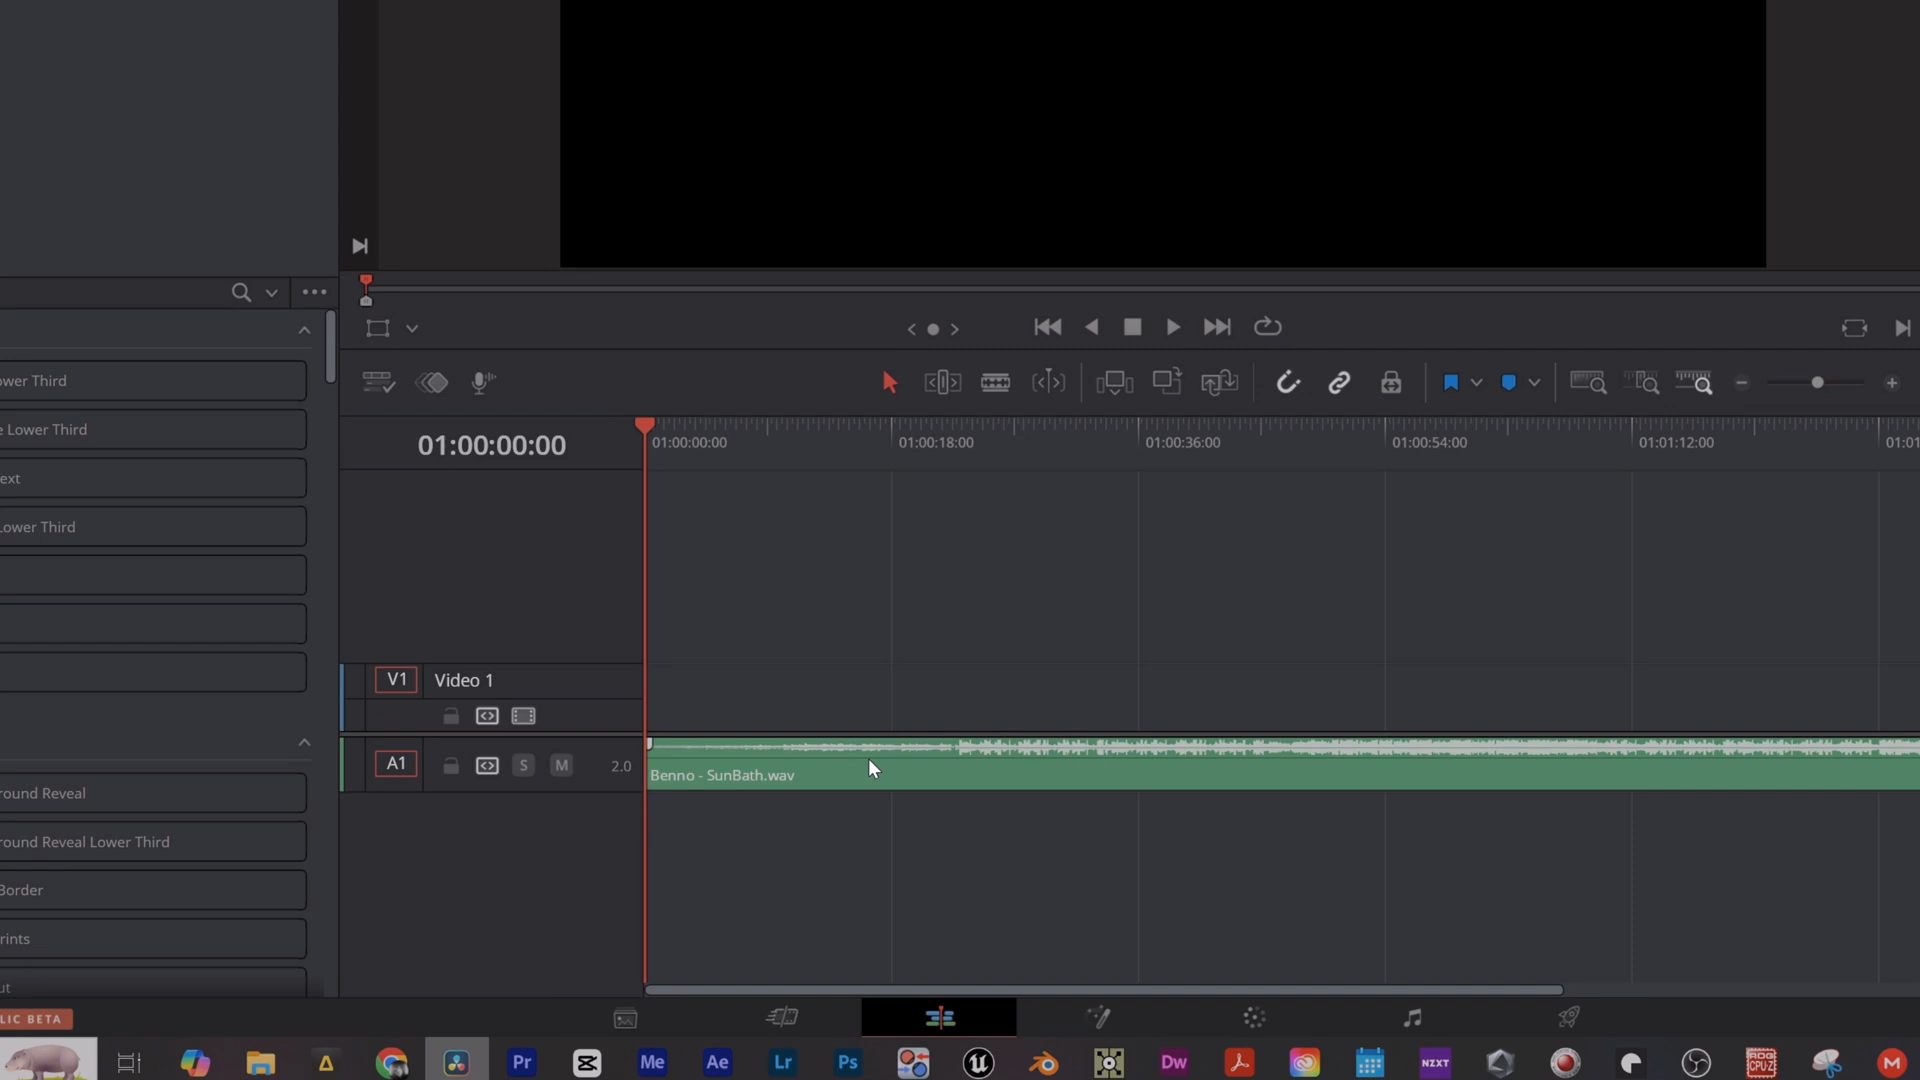 ower Third
e Lower Third
ext
Lower Third
round Reveal
round Reveal Lower Third
Border
rints
ut
LIC BETA
01:00:00:00
01:00:00:00
01:00:18:00
01:00:36:00
01:00:54:00
01:01:12:00
01:01
V1
Video 1
A1
S
M
2.0
Benno - SunBath.wav
Pr
Me
Ae
Lr
Ps
Dw
NZXT
ROG
CPU-Z
M